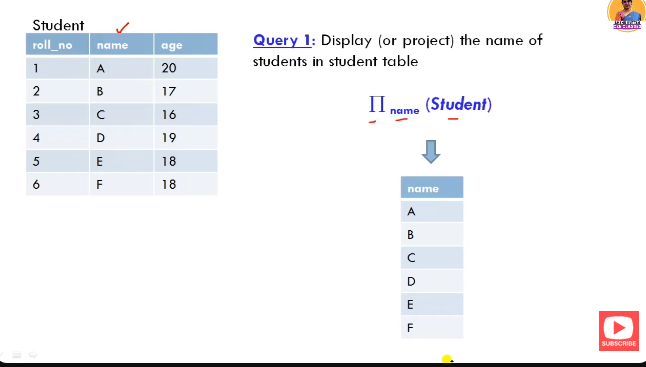 Student
roll_no name age
1 A 20
2 B 17
3 C 16
4 D 19
5 E 18
6 F 18
Query 1: Display (or project) the name of
students in student table
∏ name (Student)
name
A
B
C
D
E
F
SUBSCRIBE